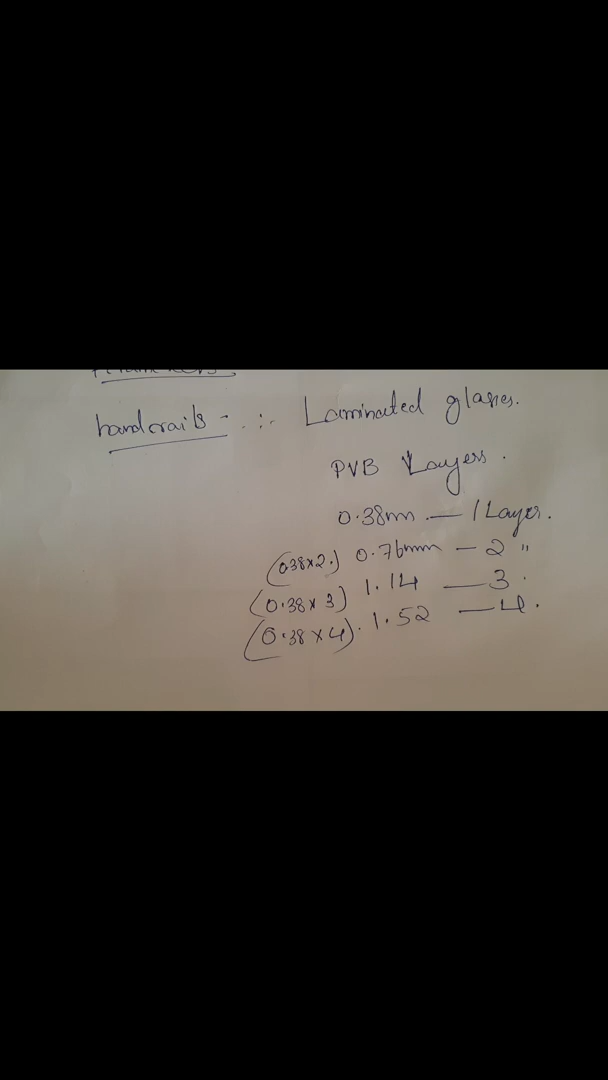 handrails - .:. Laminated glasses.
PVB Layers.
0.38mm — 1 Layer.
(0.38x2.) 0.76mm — 2 "
(0.38 x 3) 1.14 — 3.
(0.38 x 4). 1.52 — 4.